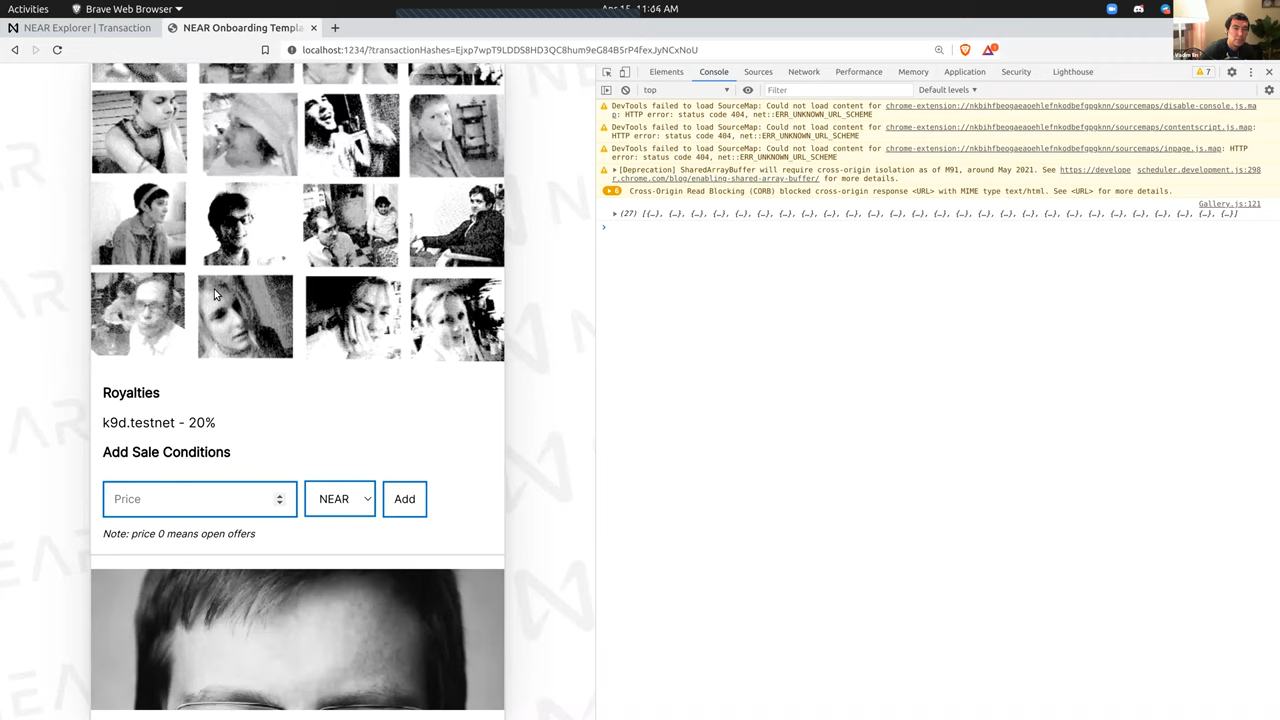 Activities
Brave Web Browser
Apr 15, 11:44 AM
NEAR Explorer | Transaction
NEAR Onboarding Templa
localhost:1234/?transactionHashes=Ejxp7wpT9LDDS8HD3QC8hum9eG84B5rP4fexJyNCxNoU
Elements
Console
Sources
Network
Performance
Memory
Application
Security
Lighthouse
7
top
Filter
Default levels
DevTools failed to load SourceMap: Could not load content for chrome-extension://nkbihfbeogaeaoehlefnkodbefgpgknn/sourcemaps/disable-console.js.ma
p: HTTP error: status code 404, net::ERR_UNKNOWN_URL_SCHEME
DevTools failed to load SourceMap: Could not load content for chrome-extension://nkbihfbeogaeaoehlefnkodbefgpgknn/sourcemaps/contentscript.js.map:
HTTP error: status code 404, net::ERR_UNKNOWN_URL_SCHEME
DevTools failed to load SourceMap: Could not load content for chrome-extension://nkbihfbeogaeaoehlefnkodbefgpgknn/sourcemaps/inpage.js.map: HTTP
error: status code 404, net::ERR_UNKNOWN_URL_SCHEME
[Deprecation] SharedArrayBuffer will require cross-origin isolation as of M91, around May 2021. See https://develope scheduler.development.js:298
r.chrome.com/blog/enabling-shared-array-buffer/ for more details.
6 Cross-Origin Read Blocking (CORB) blocked cross-origin response <URL> with MIME type text/html. See <URL> for more details.
Gallery.js:121
(27) [{…}, {…}, {…}, {…}, {…}, {…}, {…}, {…}, {…}, {…}, {…}, {…}, {…}, {…}, {…}, {…}, {…}, {…}, {…}, {…}, {…}, {…}, {…}, {…}, {…}, {…}, {…}]
Royalties
k9d.testnet - 20%
Add Sale Conditions
Price
NEAR
Add
Note: price 0 means open offers